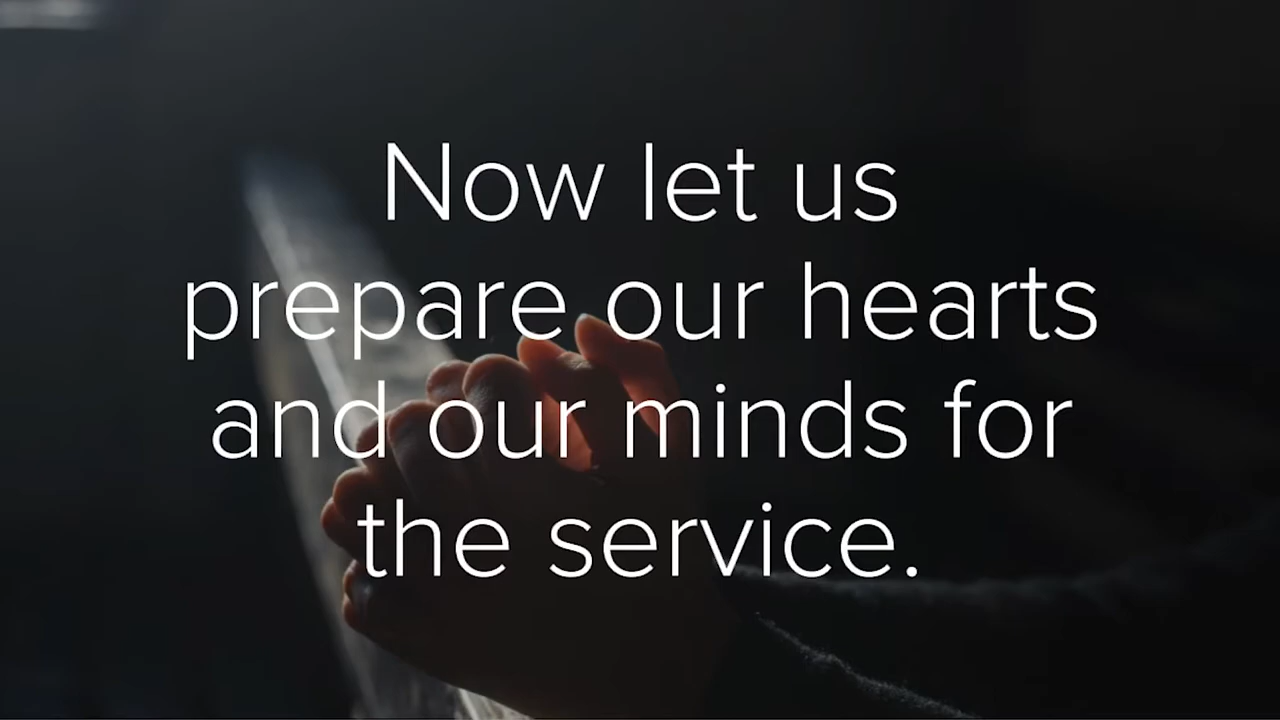 Now let us
prepare our hearts
and our minds for
the service.